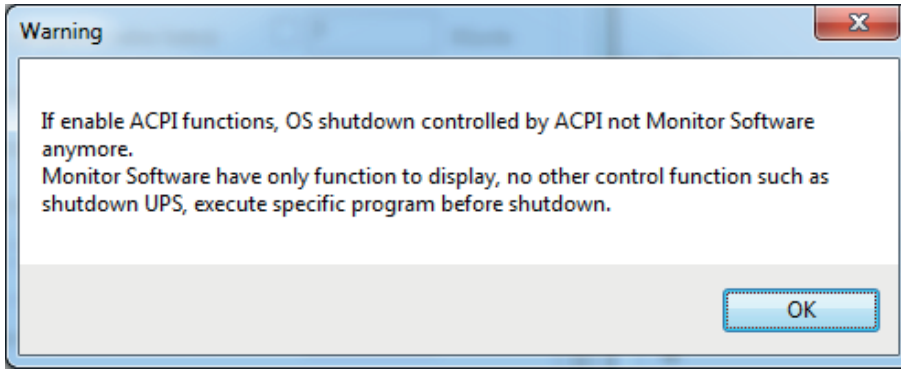 Warning
If enable ACPI functions, OS shutdown controlled by ACPI not Monitor Software
anymore.
Monitor Software have only function to display, no other control function such as
shutdown UPS, execute specific program before shutdown.
OK